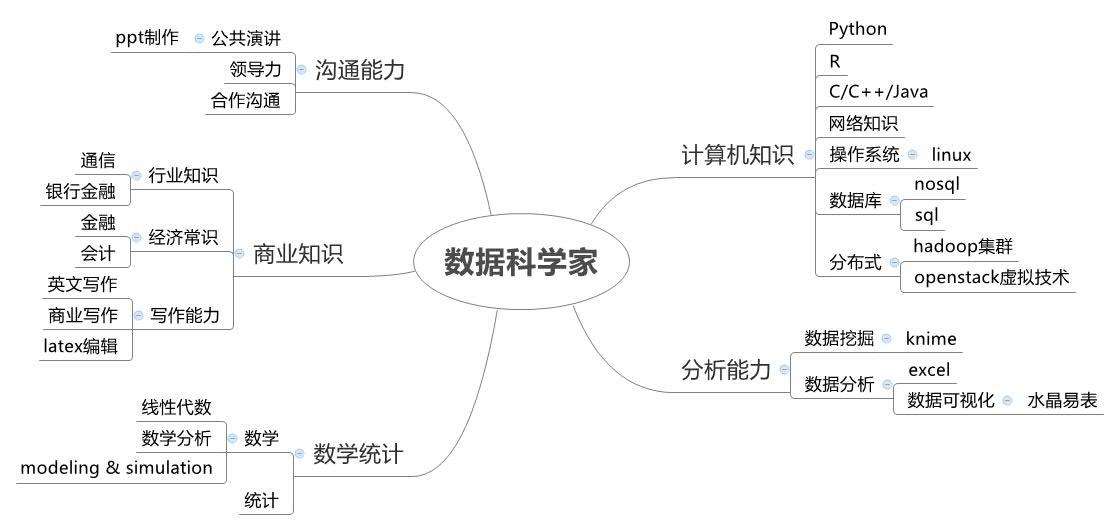 数据科学家
沟通能力
公共演讲
ppt制作
领导力
合作沟通
商业知识
行业知识
通信
银行金融
经济常识
金融
会计
写作能力
英文写作
商业写作
latex编辑
数学统计
数学
线性代数
数学分析
modeling & simulation
统计
计算机知识
Python
R
C/C++/Java
网络知识
操作系统
linux
数据库
nosql
sql
分布式
hadoop集群
openstack虚拟技术
分析能力
数据挖掘
knime
数据分析
excel
数据可视化
水晶易表